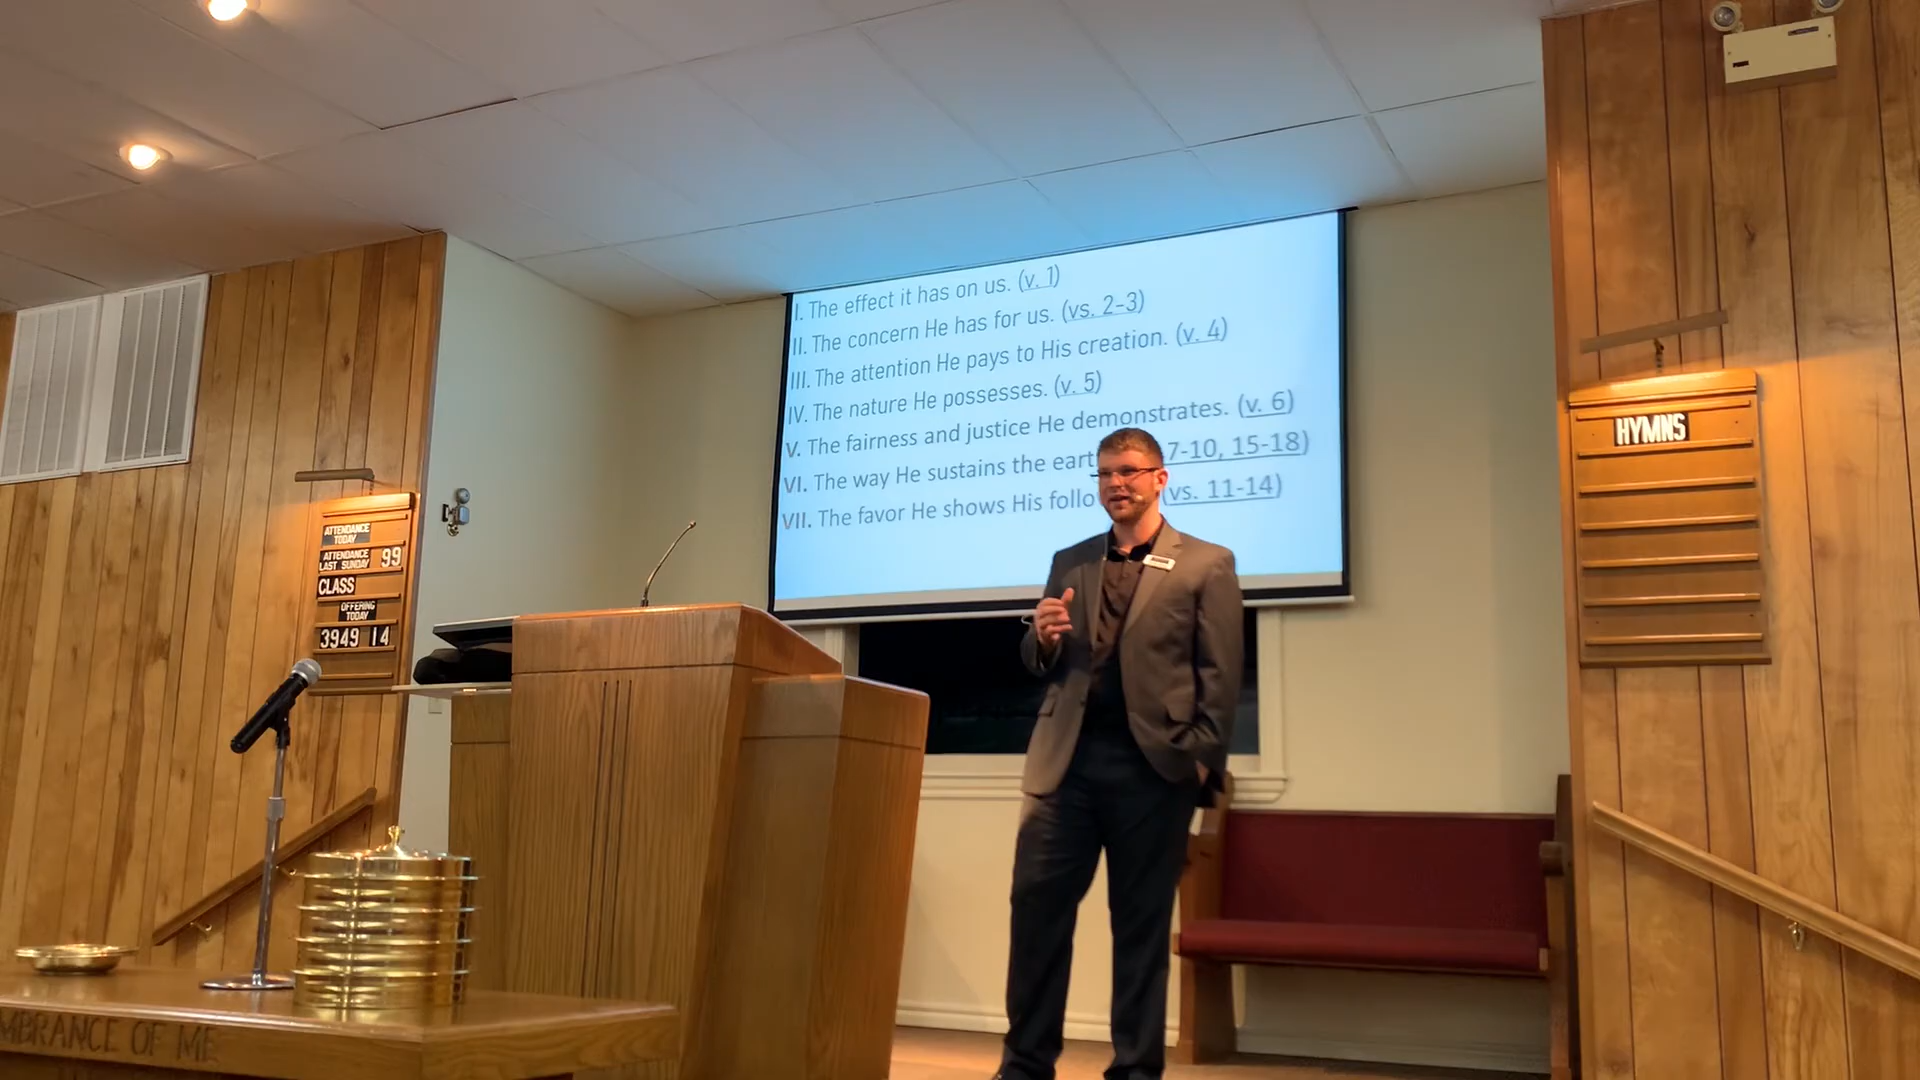 I. The effect it has on us. (v. 1)
II. The concern He has for us. (vs. 2-3)
III. The attention He pays to His creation. (v. 4)
IV. The nature He possesses. (v. 5)
V. The fairness and justice He demonstrates. (v. 6)
VI. The way He sustains the 7-10, 15-18)
VII. The favor He shows His (vs. 11-14)
HYMNS
ATTENDANCE
TODAY
ATTENDANCE
LAST SUNDAY 99
CLASS
OFFERING
TODAY
3949 14
OF ME